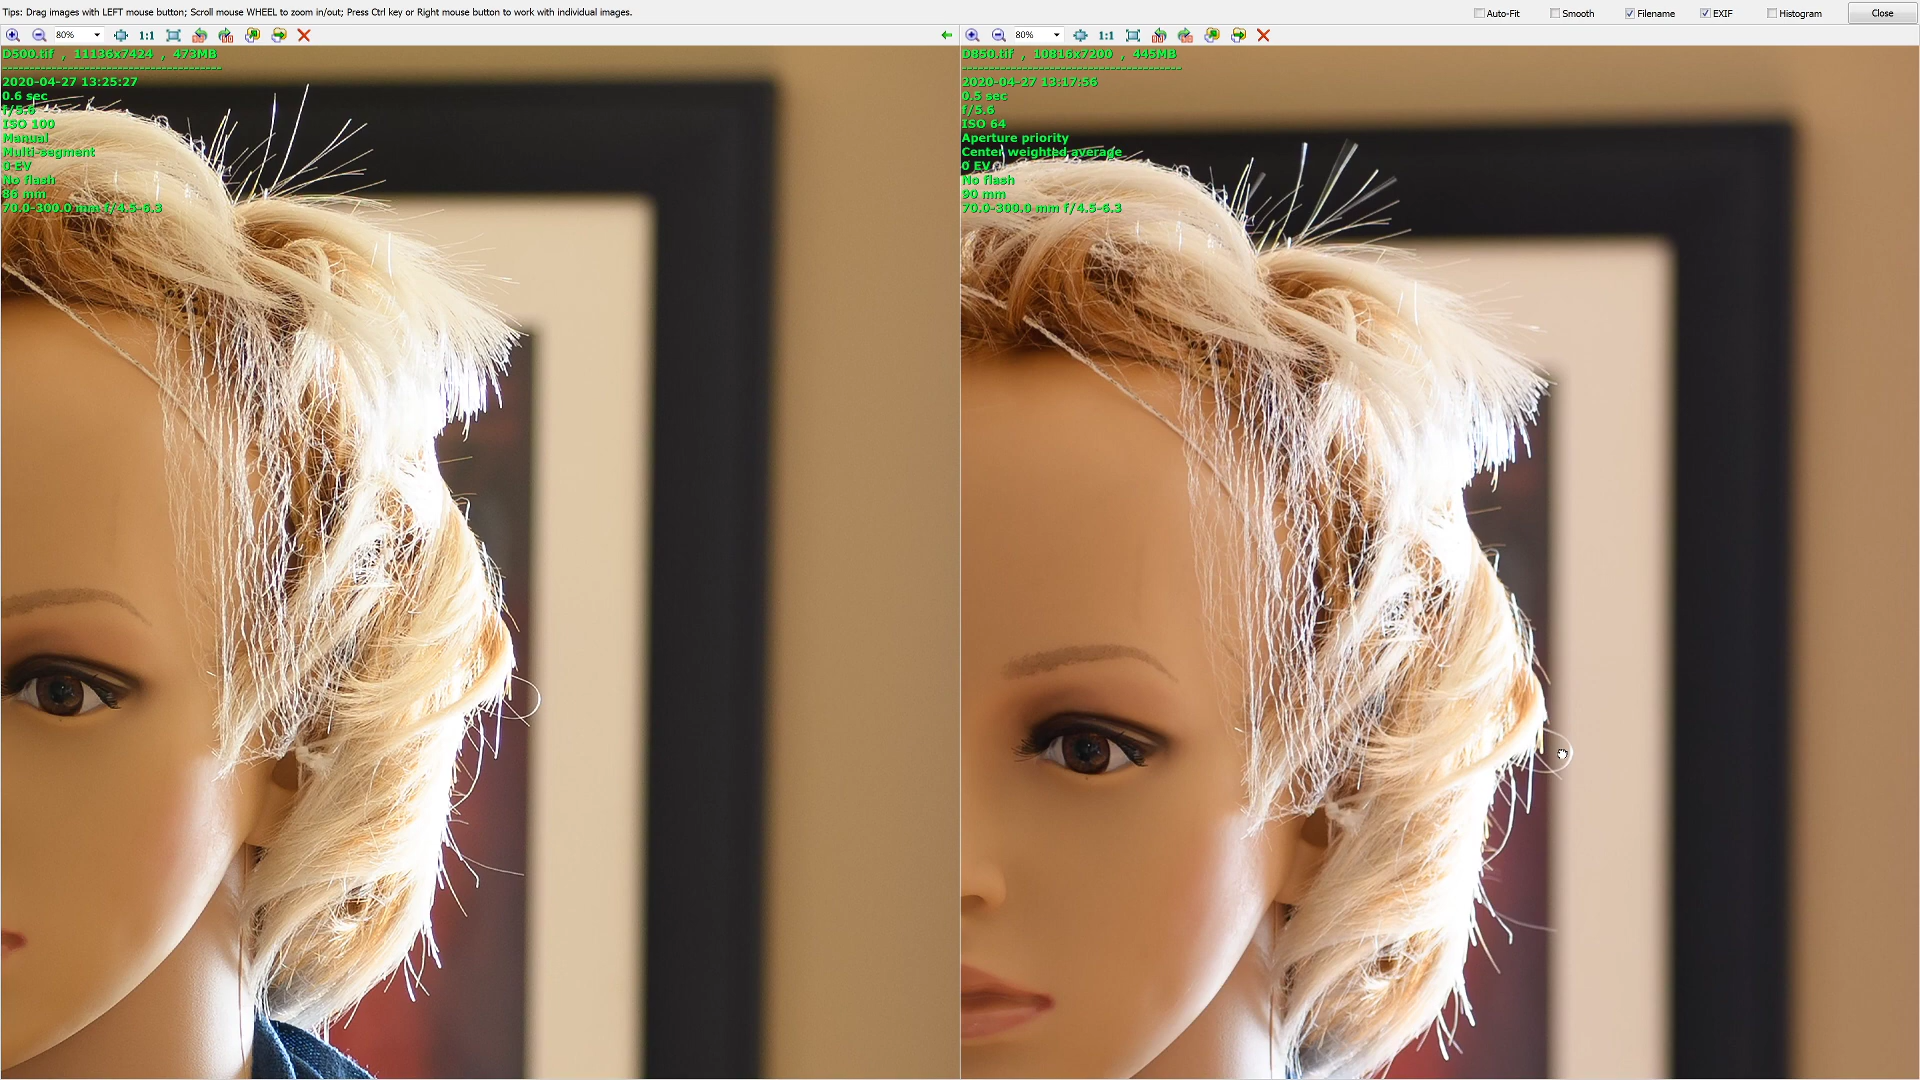 Tips: Drag images with LEFT mouse button; Scroll mouse WHEEL to zoom in/out; Press Ctrl key or Right mouse button to work with individual images.
Auto-Fit
Smooth
Filename
EXIF
Histogram
Close
80%
1:1
80%
1:1
D500.tif , 11136x7424 , 473MB
----------------------------------------
2020-04-27 13:25:27
0.6 sec
f/5.6
ISO 100
Manual
Multi-segment
0 EV
No flash
86 mm
70.0-300.0 mm f/4.5-6.3
D850.tif , 10816x7200 , 445MB
----------------------------------------
2020-04-27 13:17:56
0.5 sec
f/5.6
ISO 64
Aperture priority
Center weighted average
0 EV
No flash
90 mm
70.0-300.0 mm f/4.5-6.3